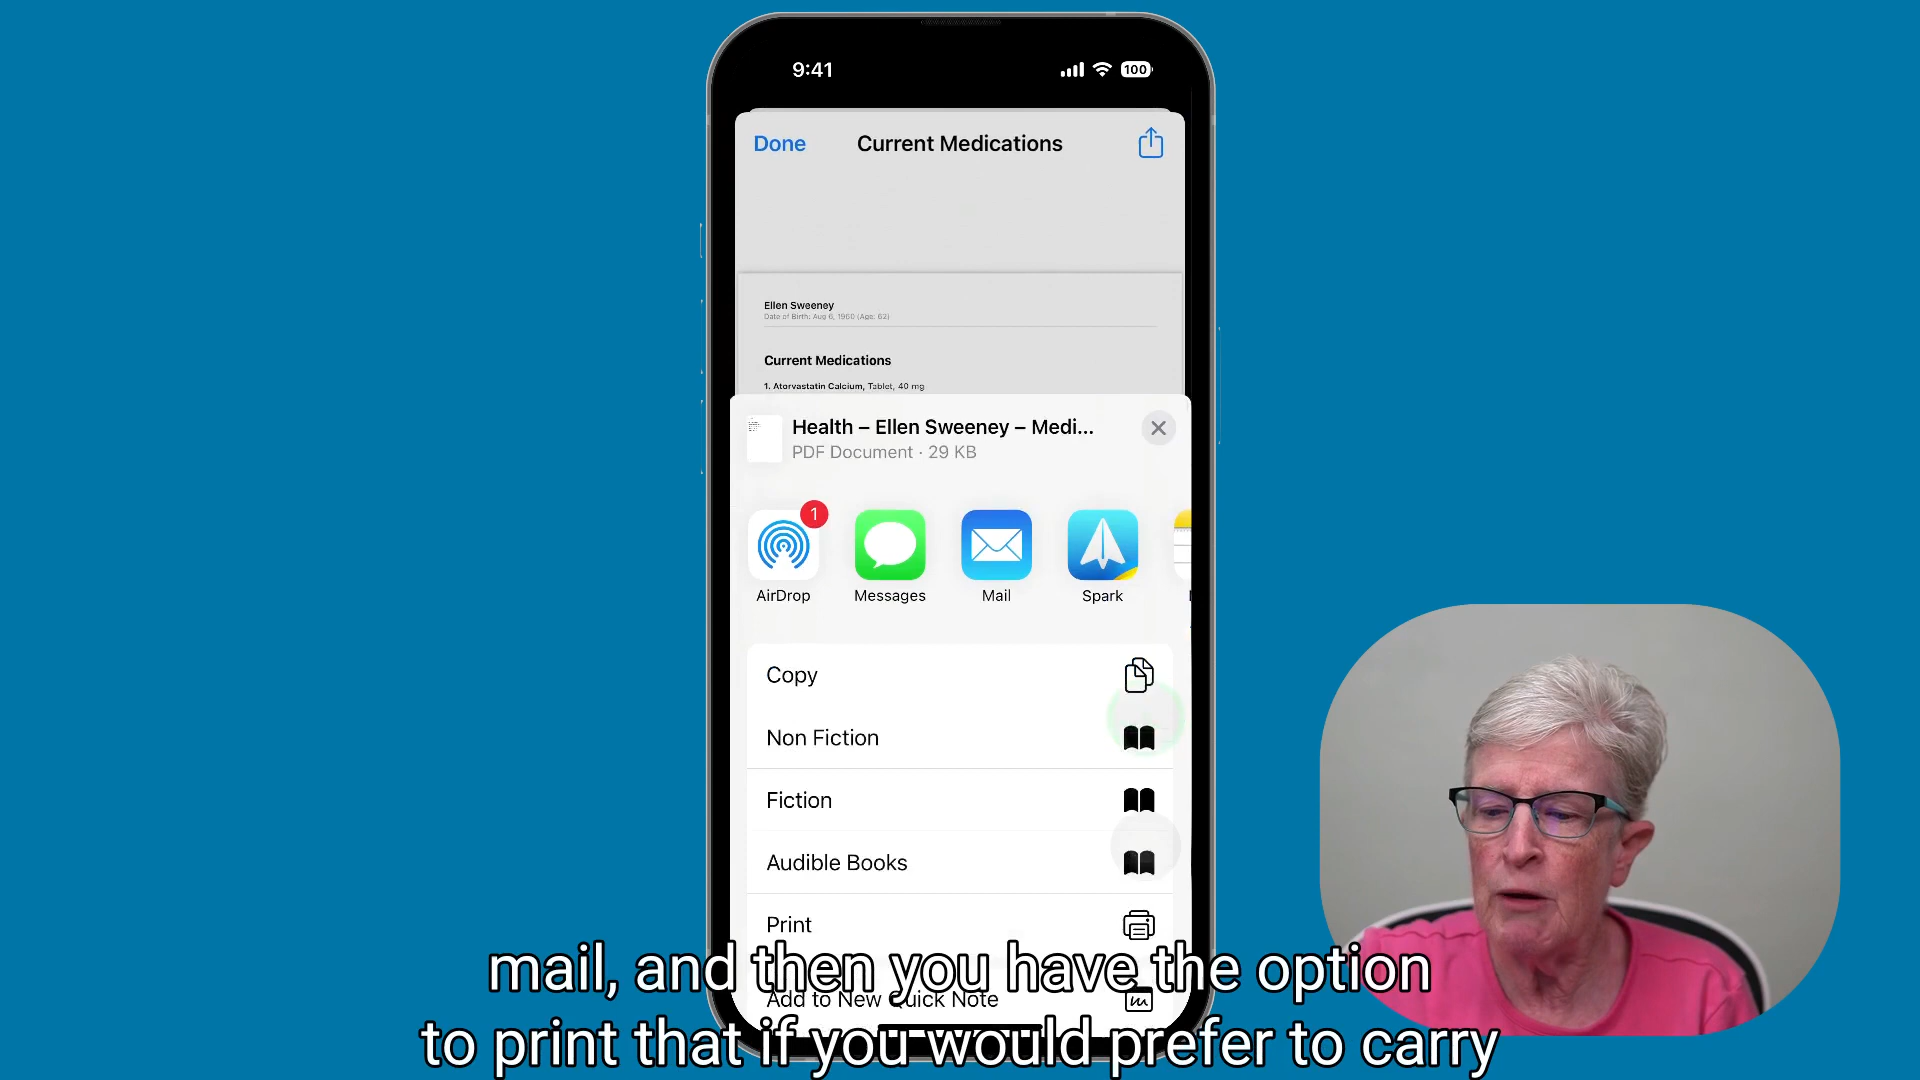 9:41
100
Done
Current Medications
Ellen Sweeney
Date of Birth: Aug 6, 1960 (Age: 62)
Current Medications
1. Atorvastatin Calcium, Tablet, 40 mg
Health – Ellen Sweeney – Medi...
PDF Document · 29 KB
1
AirDrop
Messages
Mail
Spark
Copy
Non Fiction
Fiction
Audible Books
Print
Add to New Quick Note
mail, and then you have the option
to print that if you would prefer to carry